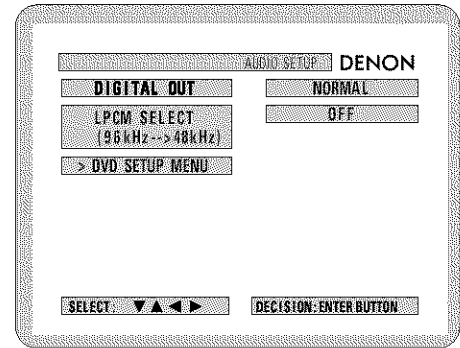 AUDIO SETUP DENON
DIGITAL OUT NORMAL
LPCM SELECT OFF
(96kHz-->48kHz)
> DVD SETUP MENU
SELECT: ▼▲◄► DECISION: ENTER BUTTON